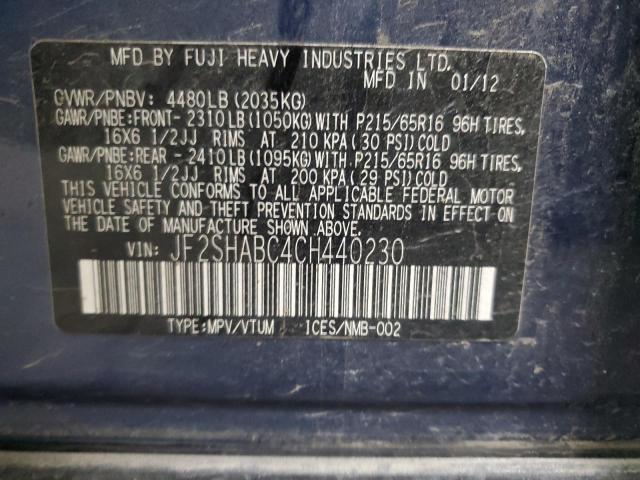 MFD BY FUJI HEAVY INDUSTRIES LTD.
MFD IN 01/12
GVWR/PNBV: 4480LB (2035KG)
GAWR/PNBE:FRONT- 2310LB(1050KG)WITH P215/65R16 96H TIRES,
16X6 1/2JJ RIMS AT 210 KPA(30 PSI)COLD
GAWR/PNBE:REAR - 2410LB(1095KG)WITH.P215/65R16 96H TIRES,
16X6 1/2JJ RIMS AT 200 KPA(29 PSI)COLD
THIS VEHICLE CONFORMS TO ALL APPLICABLE FEDERAL MOTOR
VEHICLE SAFETY AND THEFT PREVENTION STANDARDS IN EFFECT ON
THE DATE OF MANUFACTURE SHOWN ABOVE.
VIN: JF2SHABC4CH440230
TYPE:MPV/VTUM ICES/NMB-002